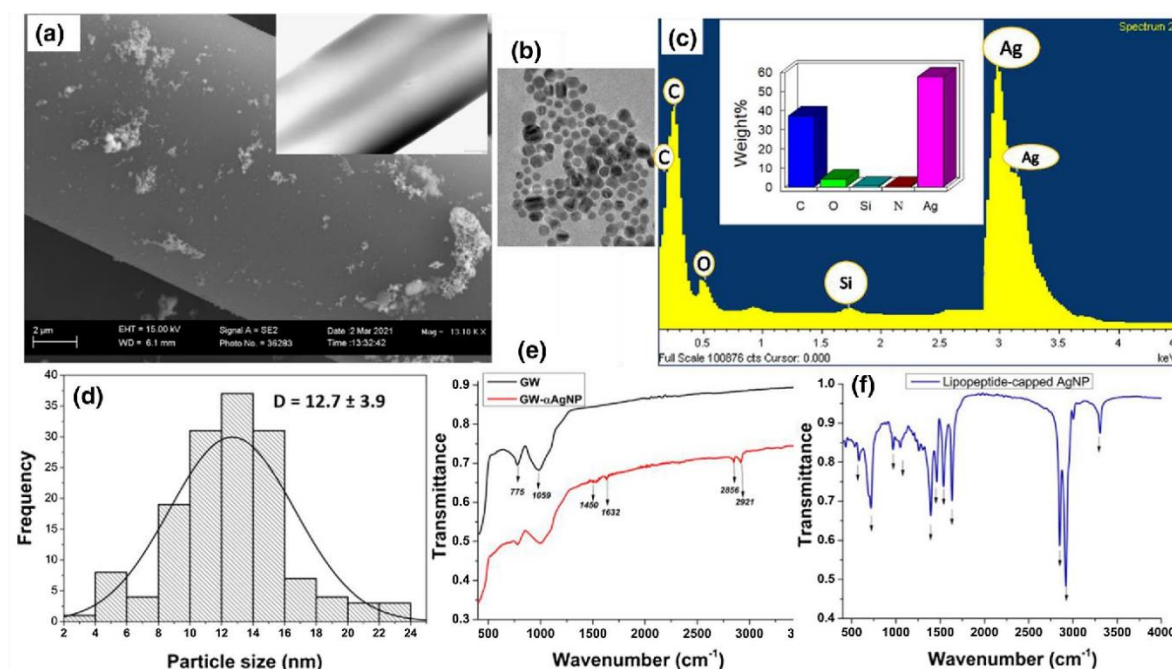 (a)
2 µm
EHT = 15.00 kV
WD = 6.1 mm
Signal A = SE2
Photo No. = 36283
Date :2 Mar 2021
Time :13:32:42
Mag = 13.10 K X
(b)
(c)
Spectrum 2
C
C
O
Si
Ag
Ag
Weight%
60
50
40
30
20
10
0
C O Si N Ag
0.5 1 1.5 2 2.5 3 3.5 4
Full Scale 100876 cts Cursor: 0.000
keV
(d)
D = 12.7 ± 3.9
Frequency
40
35
30
25
20
15
10
5
0
2 4 6 8 10 12 14 16 18 20 22 24
Particle size (nm)
(e)
GW
GW-αAgNP
Transmittance
0.9
0.8
0.7
0.6
0.5
0.4
0.3
775
1059
1450
1632
2856
2921
500 1000 1500 2000 2500 3000
Wavenumber (cm⁻¹)
(f)
Lipopeptide-capped AgNP
Transmittance
1.0
0.9
0.8
0.7
0.6
0.5
0.4
500 1000 1500 2000 2500 3000 3500 4000
Wavenumber (cm⁻¹)